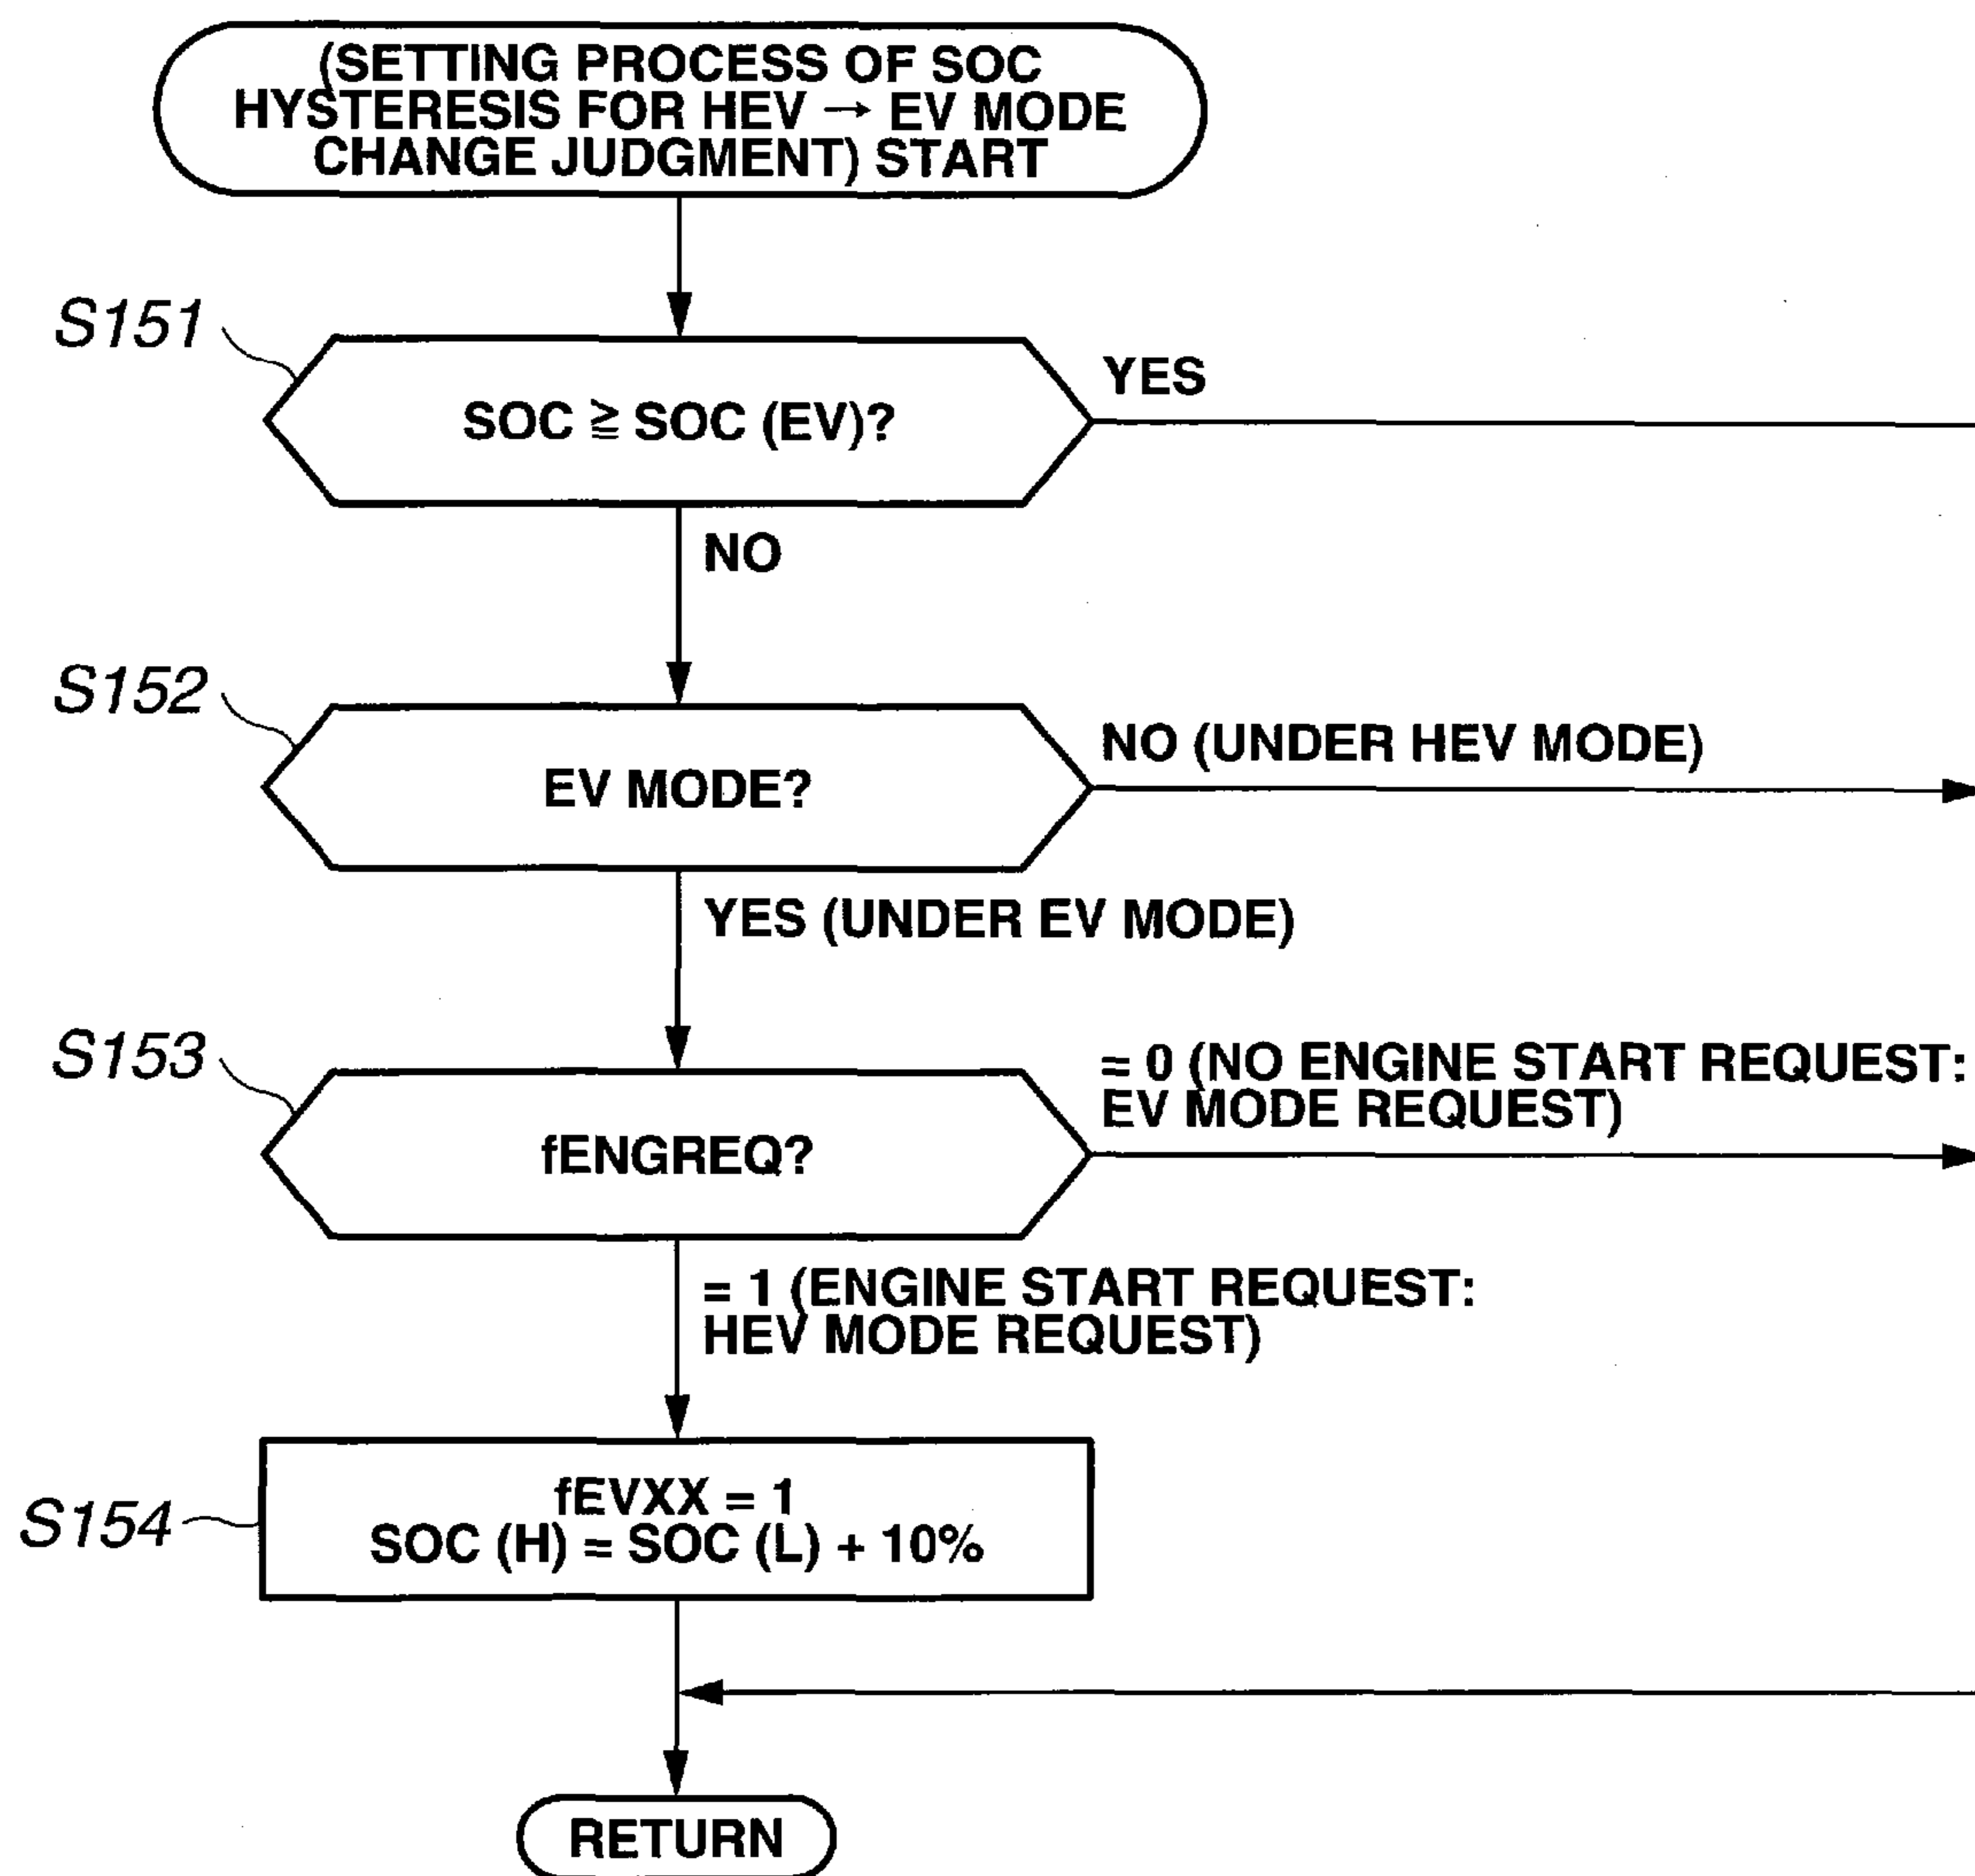 (SETTING PROCESS OF SOC
HYSTERESIS FOR HEV → EV MODE
CHANGE JUDGMENT) START
S151
YES
SOC ≧ SOC (EV)?
NO
S152
NO (UNDER HEV MODE)
EV MODE?
YES (UNDER EV MODE)
S153
= 0 (NO ENGINE START REQUEST:
EV MODE REQUEST)
fENGREQ?
= 1 (ENGINE START REQUEST:
HEV MODE REQUEST)
S154
fEVXX = 1
SOC (H) = SOC (L) + 10%
RETURN